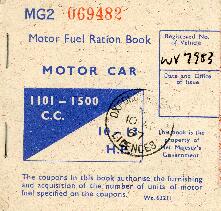 MG2 069482
Motor Fuel Ration Book
Registered No.
of Vehicle
MOTOR CAR
WV 7983
Date and Office
of Issue
1101-1500
C.C.
LICENCES
This book is the
property of
Her Majesty's
Government
H.P.
The coupons in this book authorise the furnishing
and acquisition of the number of units of motor
fuel specified on the coupons.